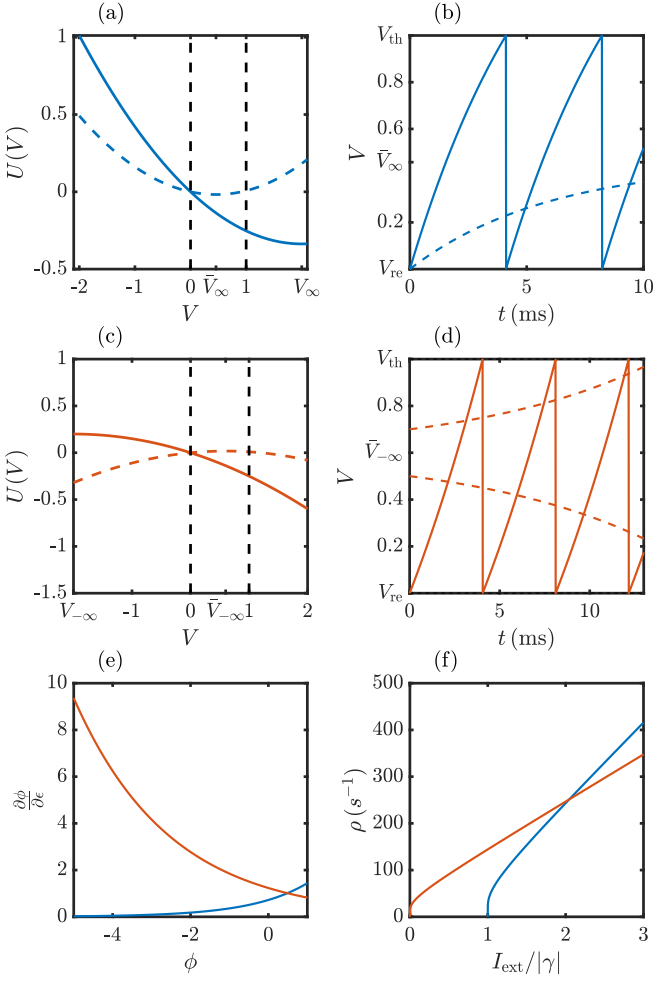 (a)
1
0.5
0
-0.5
U(V)
-2 -1 0 V̄∞ 1 V∞
V
(b)
Vth
0.8
V̄∞
0.2
Vre
V
0 5 10
t (ms)
(c)
1
0.5
0
-0.5
-1
-1.5
U(V)
V−∞ -1 0 V̄−∞ 1 2
V
(d)
Vth
0.8
V̄−∞
0.4
0.2
Vre
V
0 5 10
t (ms)
(e)
10
8
6
4
2
0
∂ϕ/∂ϵ
-4 -2 0
ϕ
(f)
500
400
300
200
100
0
ρ (s⁻¹)
0 1 2 3
Iext/|γ|